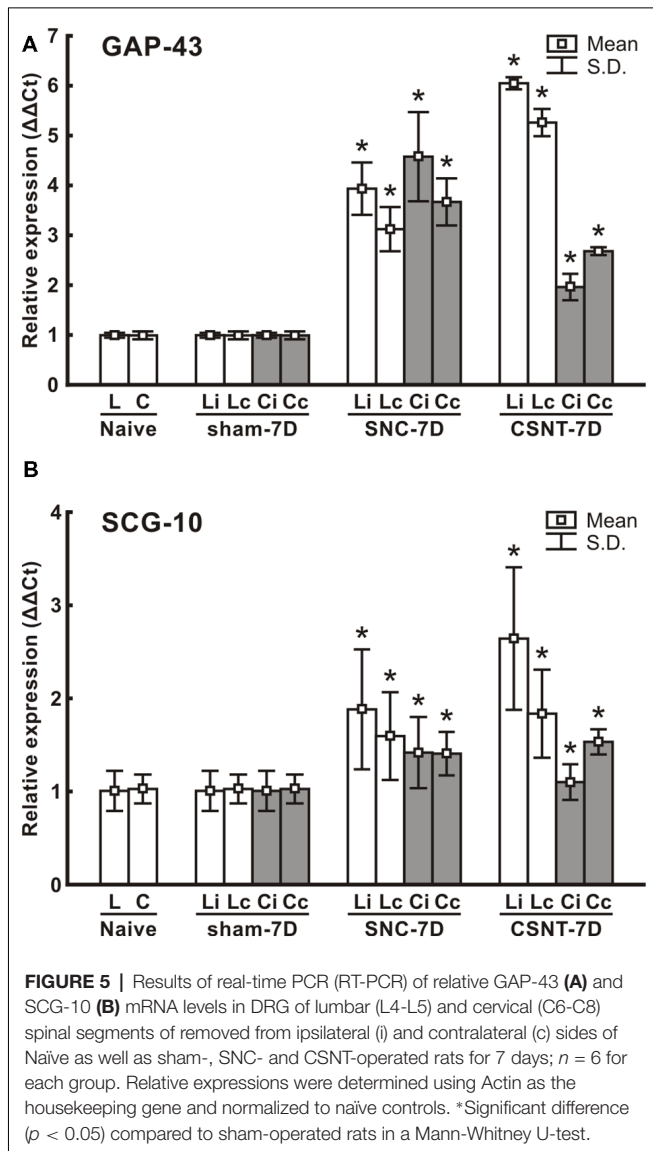 A
GAP-43
Mean
S.D.
Relative expression (ΔΔCt)
7
6
5
4
3
2
1
0
* * * * * * * *
L C Li Lc Ci Cc Li Lc Ci Cc Li Lc Ci Cc
Naive sham-7D SNC-7D CSNT-7D
B
SCG-10
Mean
S.D.
Relative expression (ΔΔCt)
4
3
2
1
0
* * * * * * * *
L C Li Lc Ci Cc Li Lc Ci Cc Li Lc Ci Cc
Naive sham-7D SNC-7D CSNT-7D
FIGURE 5 | Results of real-time PCR (RT-PCR) of relative GAP-43 (A) and
SCG-10 (B) mRNA levels in DRG of lumbar (L4-L5) and cervical (C6-C8)
spinal segments of removed from ipsilateral (i) and contralateral (c) sides of
Naïve as well as sham-, SNC- and CSNT-operated rats for 7 days; n = 6 for
each group. Relative expressions were determined using Actin as the
housekeeping gene and normalized to naïve controls. *Significant difference
(p < 0.05) compared to sham-operated rats in a Mann-Whitney U-test.